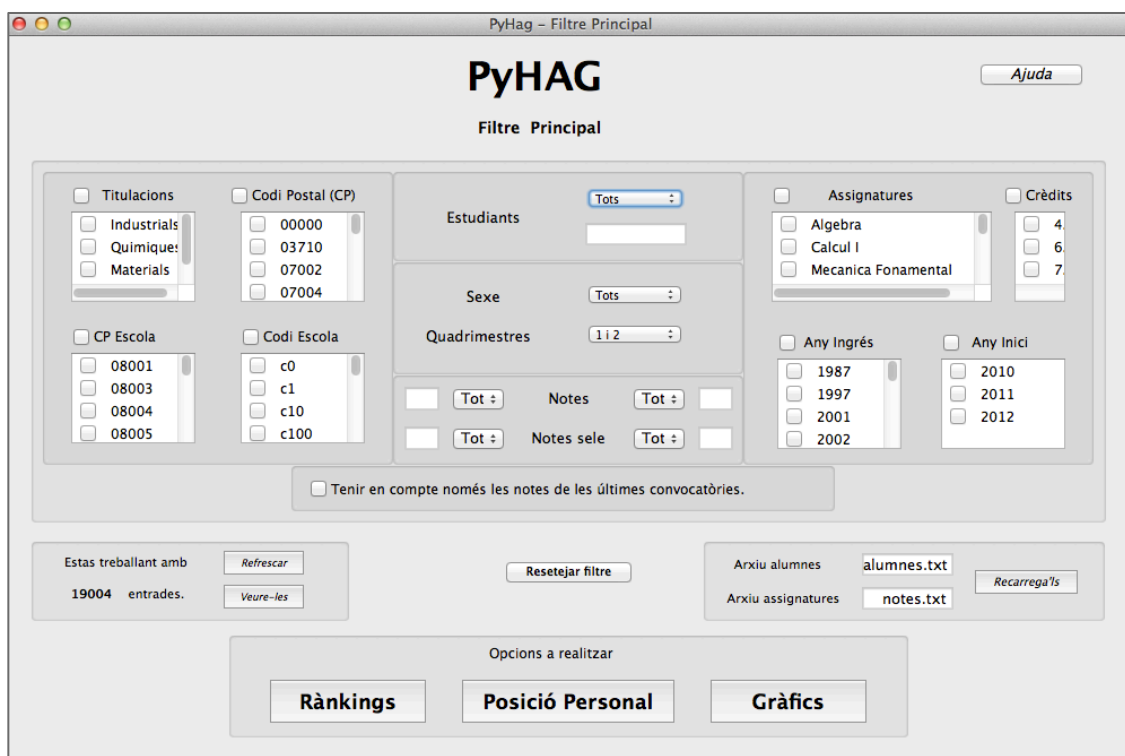 PyHag – Filtre Principal
PyHAG
Ajuda
Filtre Principal
Titulacions
Industrials
Quimiques
Materials
Codi Postal (CP)
00000
03710
07002
07004
CP Escola
08001
08003
08004
08005
Codi Escola
c0
c1
c10
c100
Estudiants
Tots
Sexe
Tots
Quadrimestres
1 i 2
Tot
Notes
Tot
Tot
Notes sele
Tot
Assignatures
Algebra
Calcul I
Mecanica Fonamental
Crèdits
4.
6.
7.
Any Ingrés
1987
1997
2001
2002
Any Inici
2010
2011
2012
Tenir en compte només les notes de les últimes convocatòries.
Estas treballant amb
19004 entrades.
Refrescar
Veure-les
Resetejar filtre
Arxiu alumnes
alumnes.txt
Arxiu assignatures
notes.txt
Recarrega'ls
Opcions a realitzar
Rànkings
Posició Personal
Gràfics